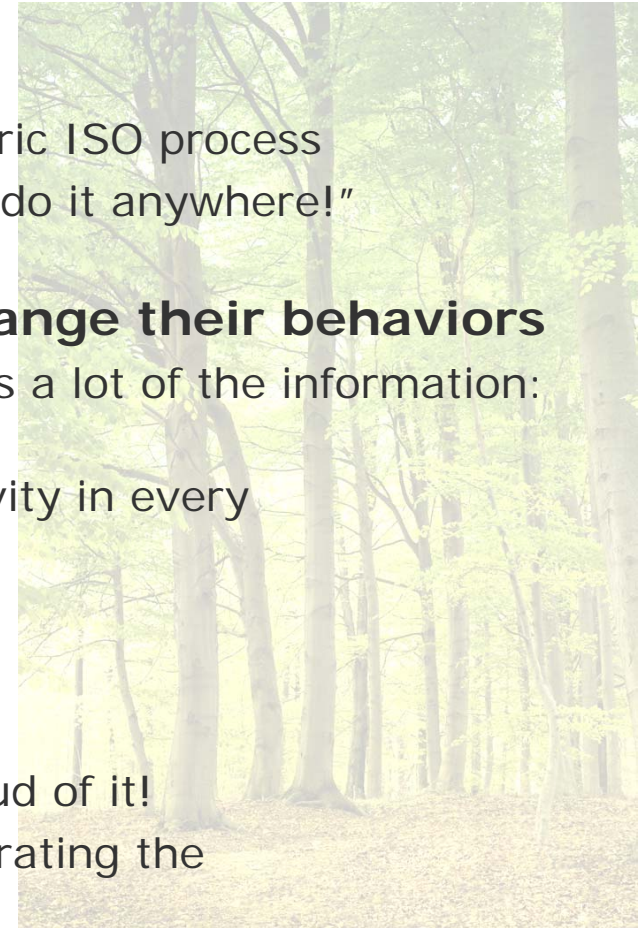 ric ISO process
do it anywhere!"
ange their behaviors
s a lot of the information:
vity in every
ud of it!
rating the